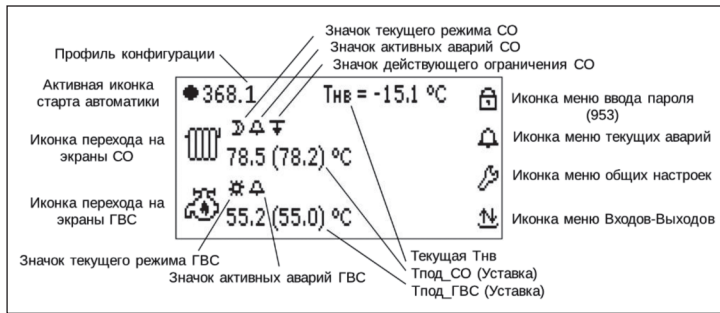 Значок текущего режима СО
Значок активных аварий СО
Значок действующего ограничения СО
Профиль конфигурации
Активная иконка
старта автоматики
Иконка перехода на
экраны СО
Иконка перехода на
экраны ГВС
368.1
Тнв = -15.1 ºC
78.5 (78.2) ºC
55.2 (55.0) ºC
Иконка меню ввода пароля
(953)
Иконка меню текущих аварий
Иконка меню общих настроек
Иконка меню Входов-Выходов
Значок текущего режима ГВС
Значок активных аварий ГВС
Текущая Тнв
Тпод_СО (Уставка)
Тпод_ГВС (Уставка)